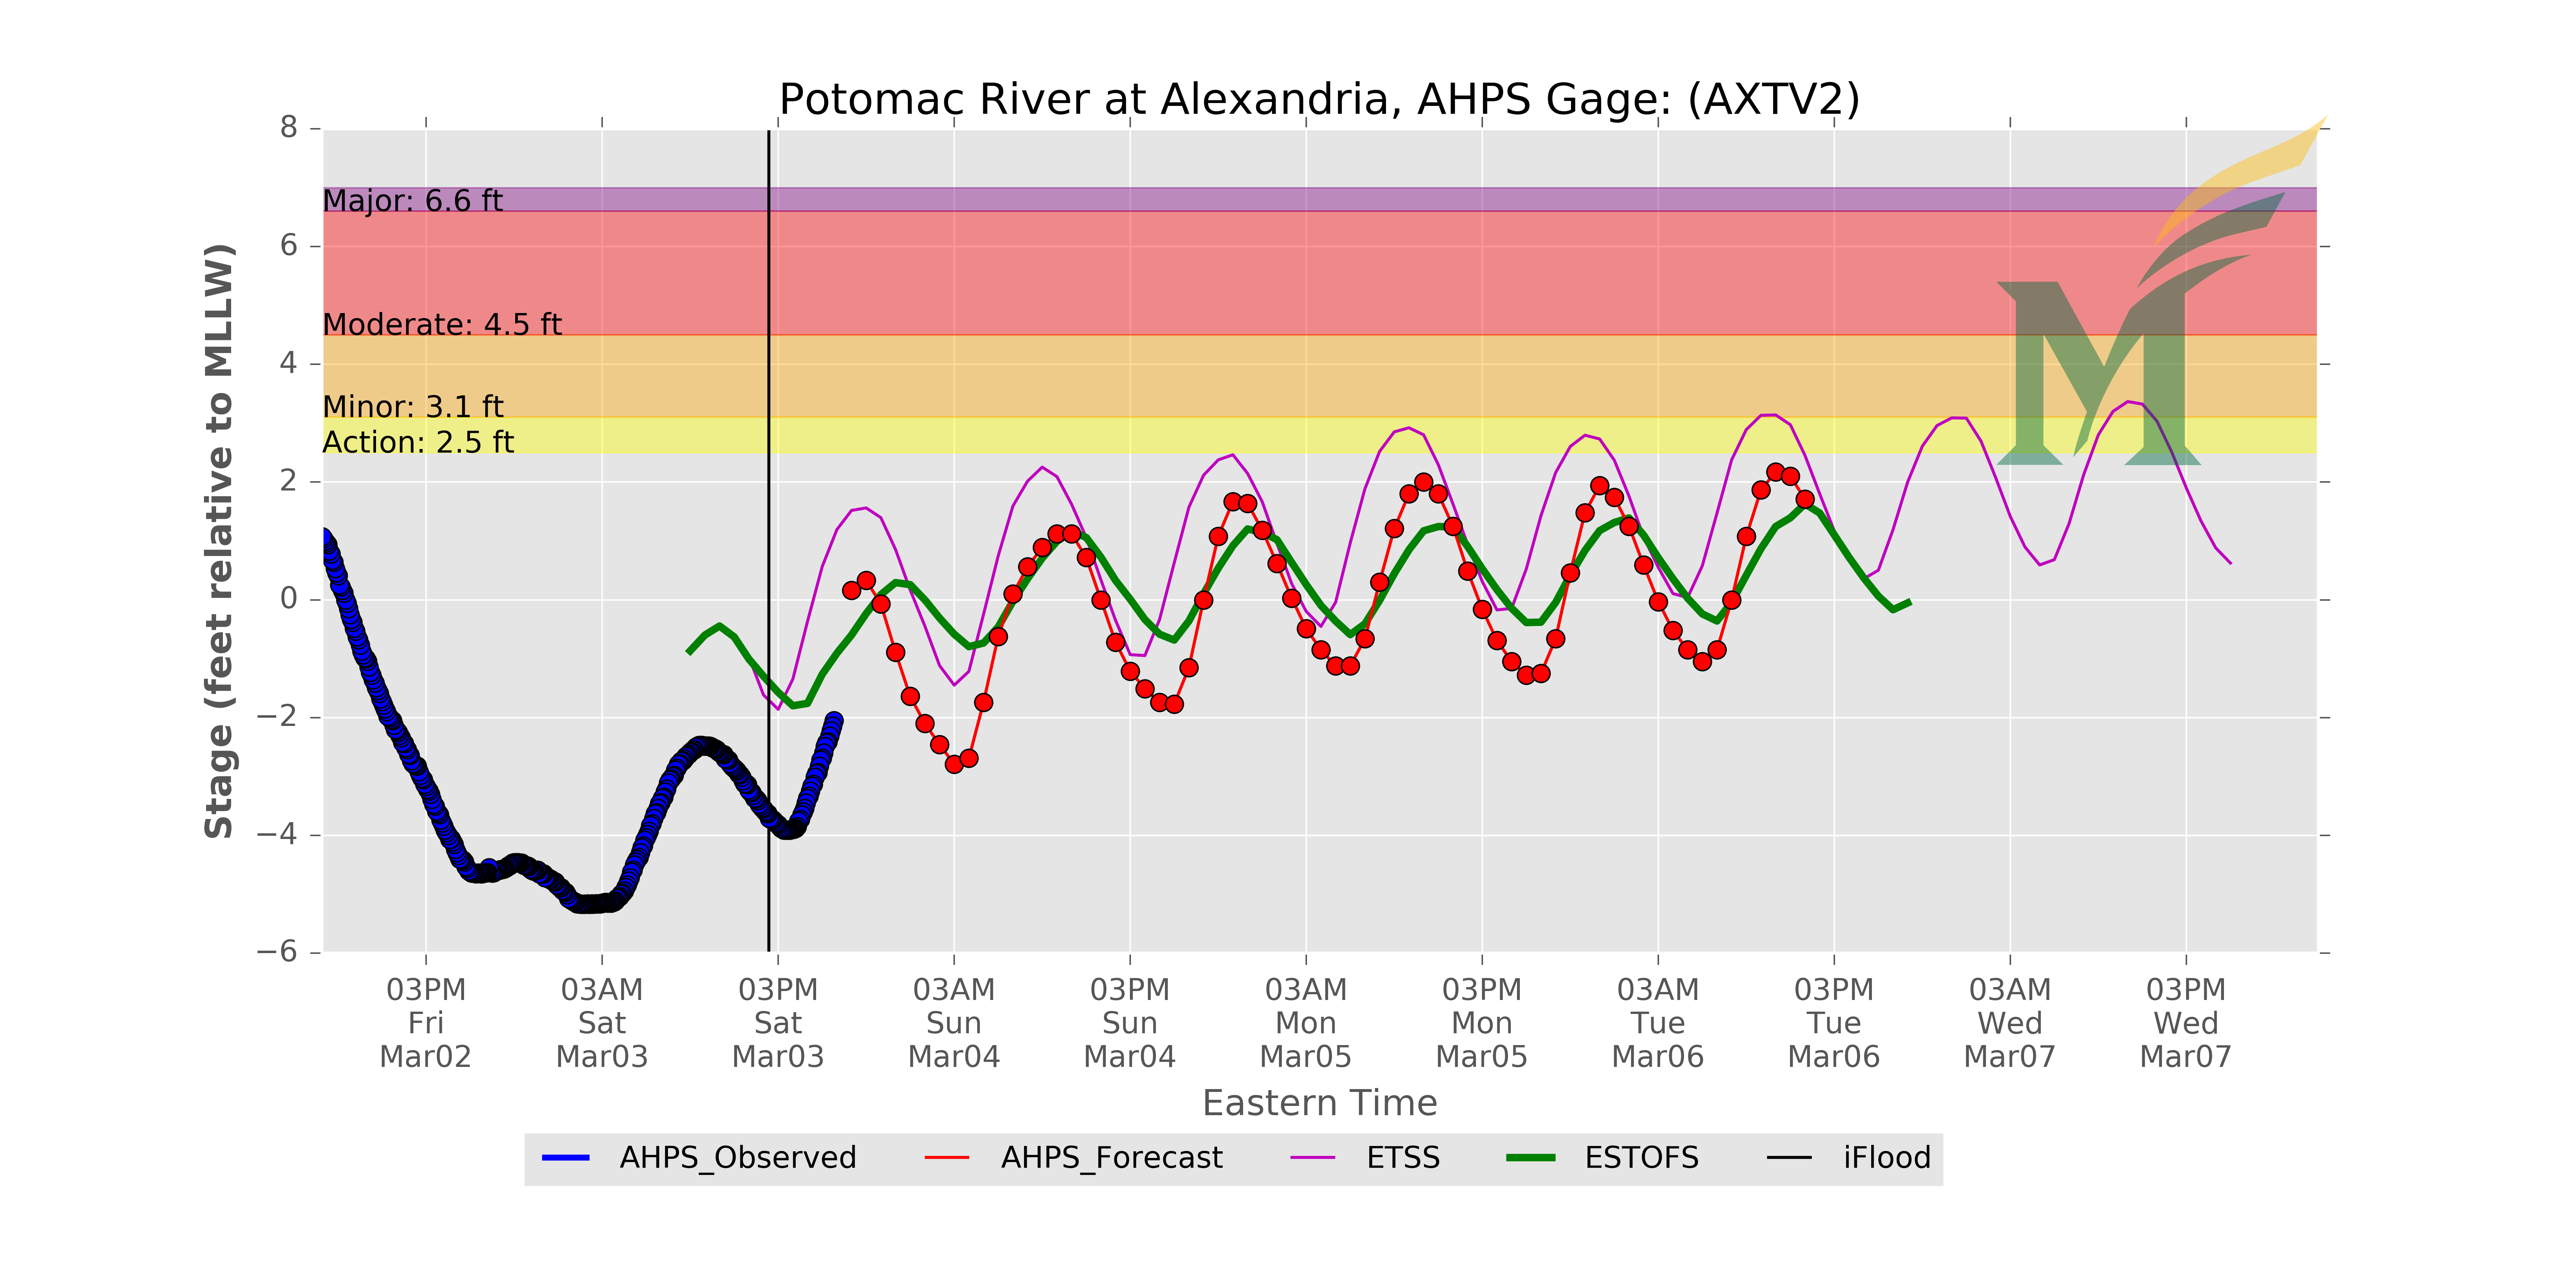 Potomac River at Alexandria, AHPS Gage: (AXTV2)
Stage (feet relative to MLLW)
8
6
4
2
0
−2
−4
−6
Major: 6.6 ft
Moderate: 4.5 ft
Minor: 3.1 ft
Action: 2.5 ft
M
03PM 03AM 03PM 03AM 03PM 03AM 03PM 03AM 03PM 03AM 03PM
Fri Sat Sat Sun Sun Mon Mon Tue Tue Wed Wed
Mar02 Mar03 Mar03 Mar04 Mar04 Mar05 Mar05 Mar06 Mar06 Mar07 Mar07
Eastern Time
AHPS_Observed AHPS_Forecast ETSS ESTOFS iFlood